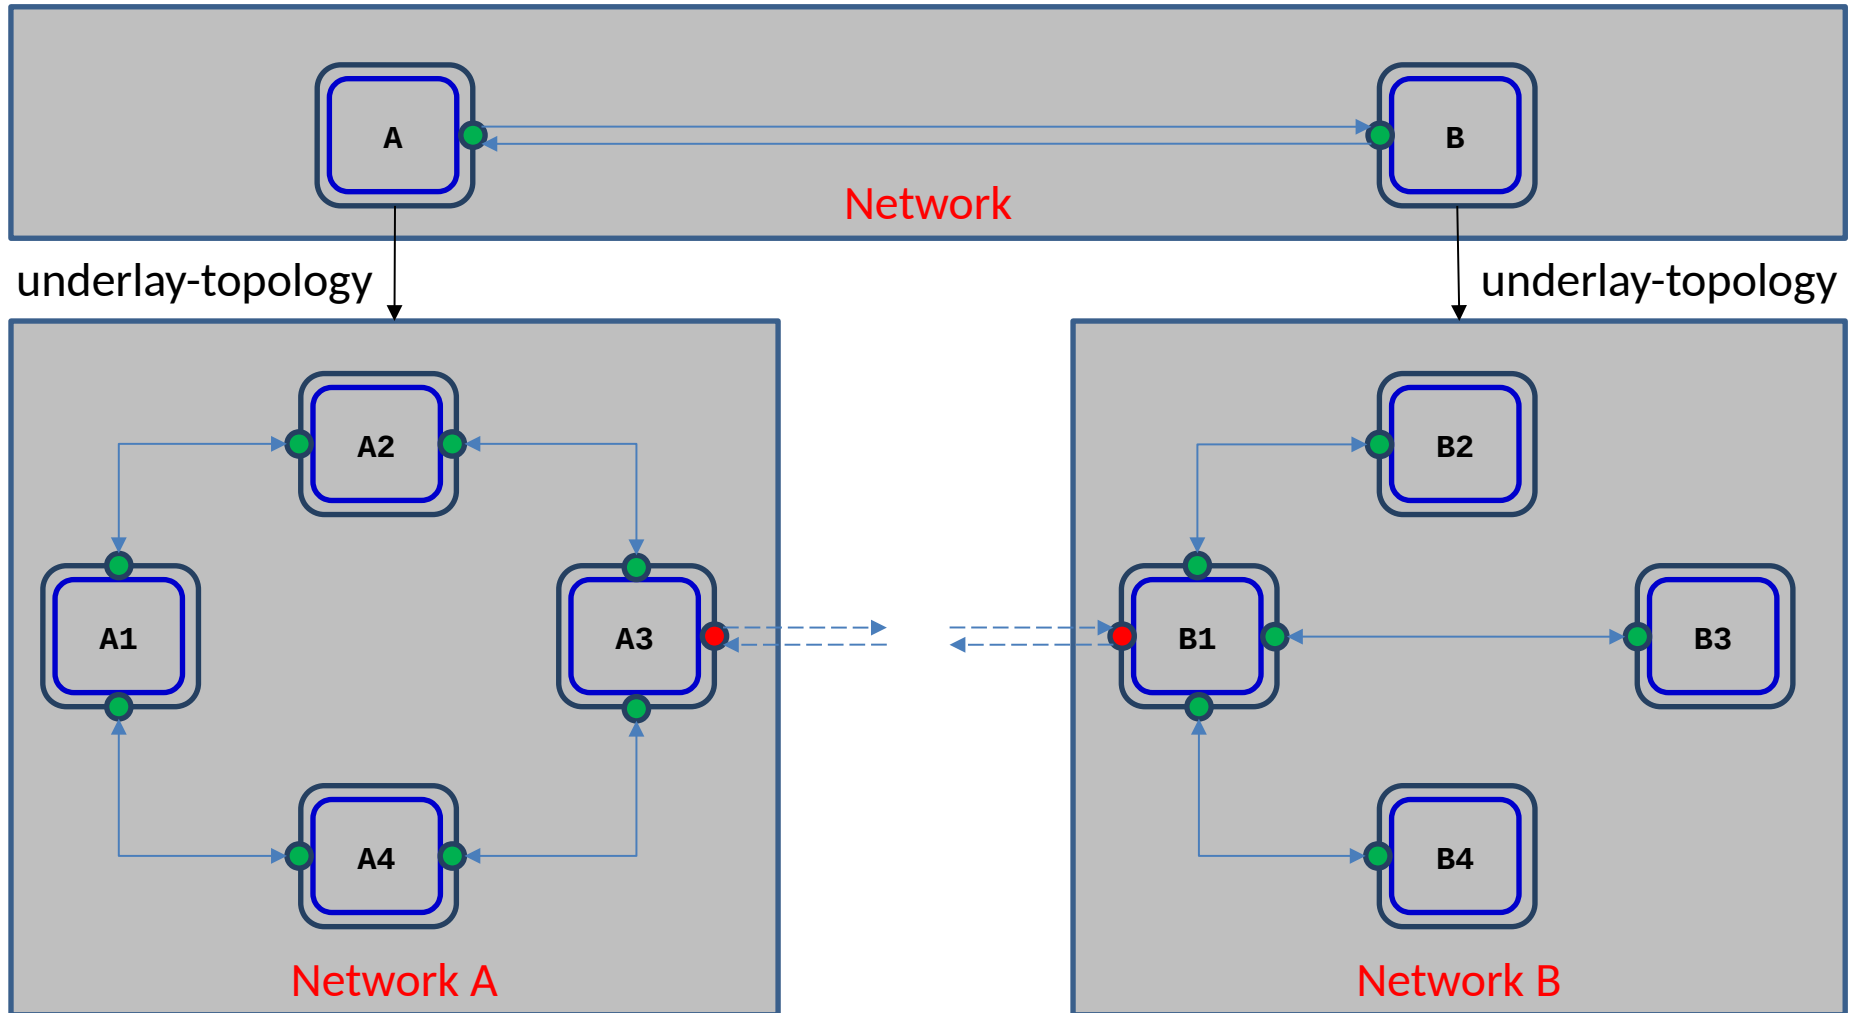 A
B
Network
underlay-topology
underlay-topology
A2
B2
A1
A3
B1
B3
A4
B4
Network A
Network B